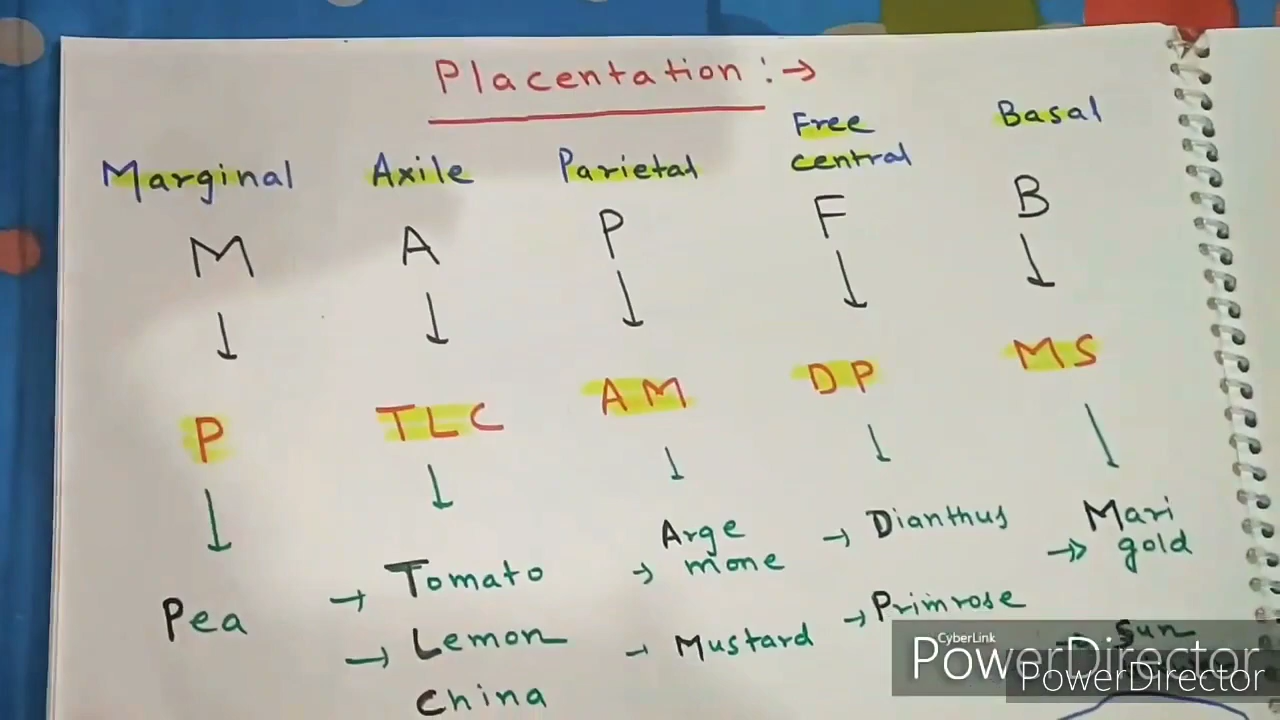 Placentation :→
Marginal Axile Parietal Free central Basal
M A P F B
↓ ↓ ↓ ↓ ↓
P TLC AM DP MS
↓ ↓ ↓ ↓ ↓
Pea
→ Tomato
→ Lemon
China
→ Arge
mone
→ Mustard
→ Dianthus
→ Primrose
→ Mari
gold
Sun
CyberLink
PowerDirector
PowerDirector